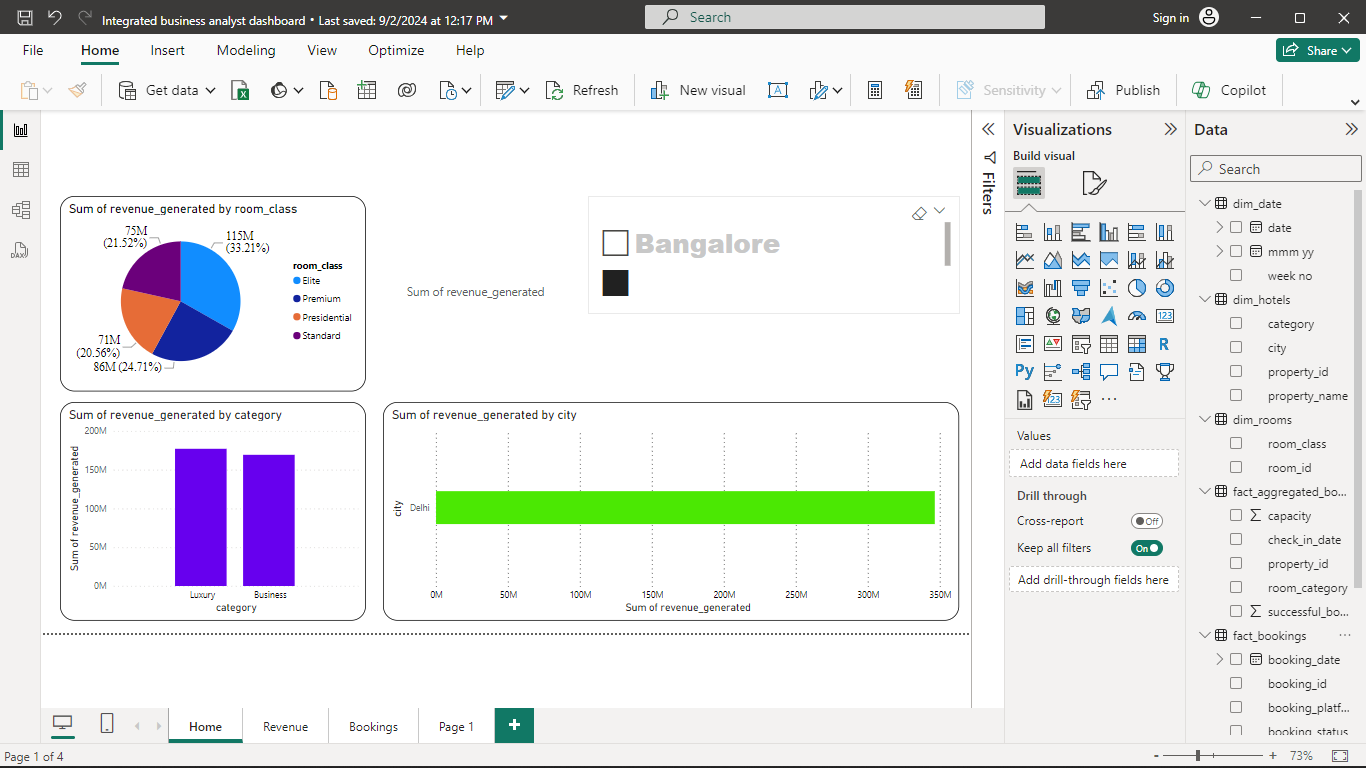 Integrated business analyst dashboard • Last saved: 9/2/2024 at 12:17 PM
Search
Sign in
File Home Insert Modeling View Optimize Help
Share
Get data
Refresh
New visual
Sensitivity
Publish
Copilot
DAX
Sum of revenue_generated by room_class
75M
(21.52%)
115M
(33.21%)
71M
(20.56%)
86M (24.71%)
room_class
Elite
Premium
Presidential
Standard
Sum of revenue_generated
Bangalore
Sum of revenue_generated by category
Sum of revenue_generated
200M
150M
100M
50M
0M
Luxury Business
category
Sum of revenue_generated by city
city
Delhi
0M 50M 100M 150M 200M 250M 300M 350M
Sum of revenue_generated
Filters
Visualizations
Build visual
123
R
Py
123
Values
Add data fields here
Drill through
Cross-report
Off
Keep all filters
On
Add drill-through fields here
Data
Search
dim_date
date
mmm yy
week no
dim_hotels
category
city
property_id
property_name
dim_rooms
room_class
room_id
fact_aggregated_bo...
capacity
check_in_date
property_id
room_category
successful_bo...
fact_bookings
booking_date
booking_id
booking_platf...
booking_status
Home Revenue Bookings Page 1
Page 1 of 4
- + 73%